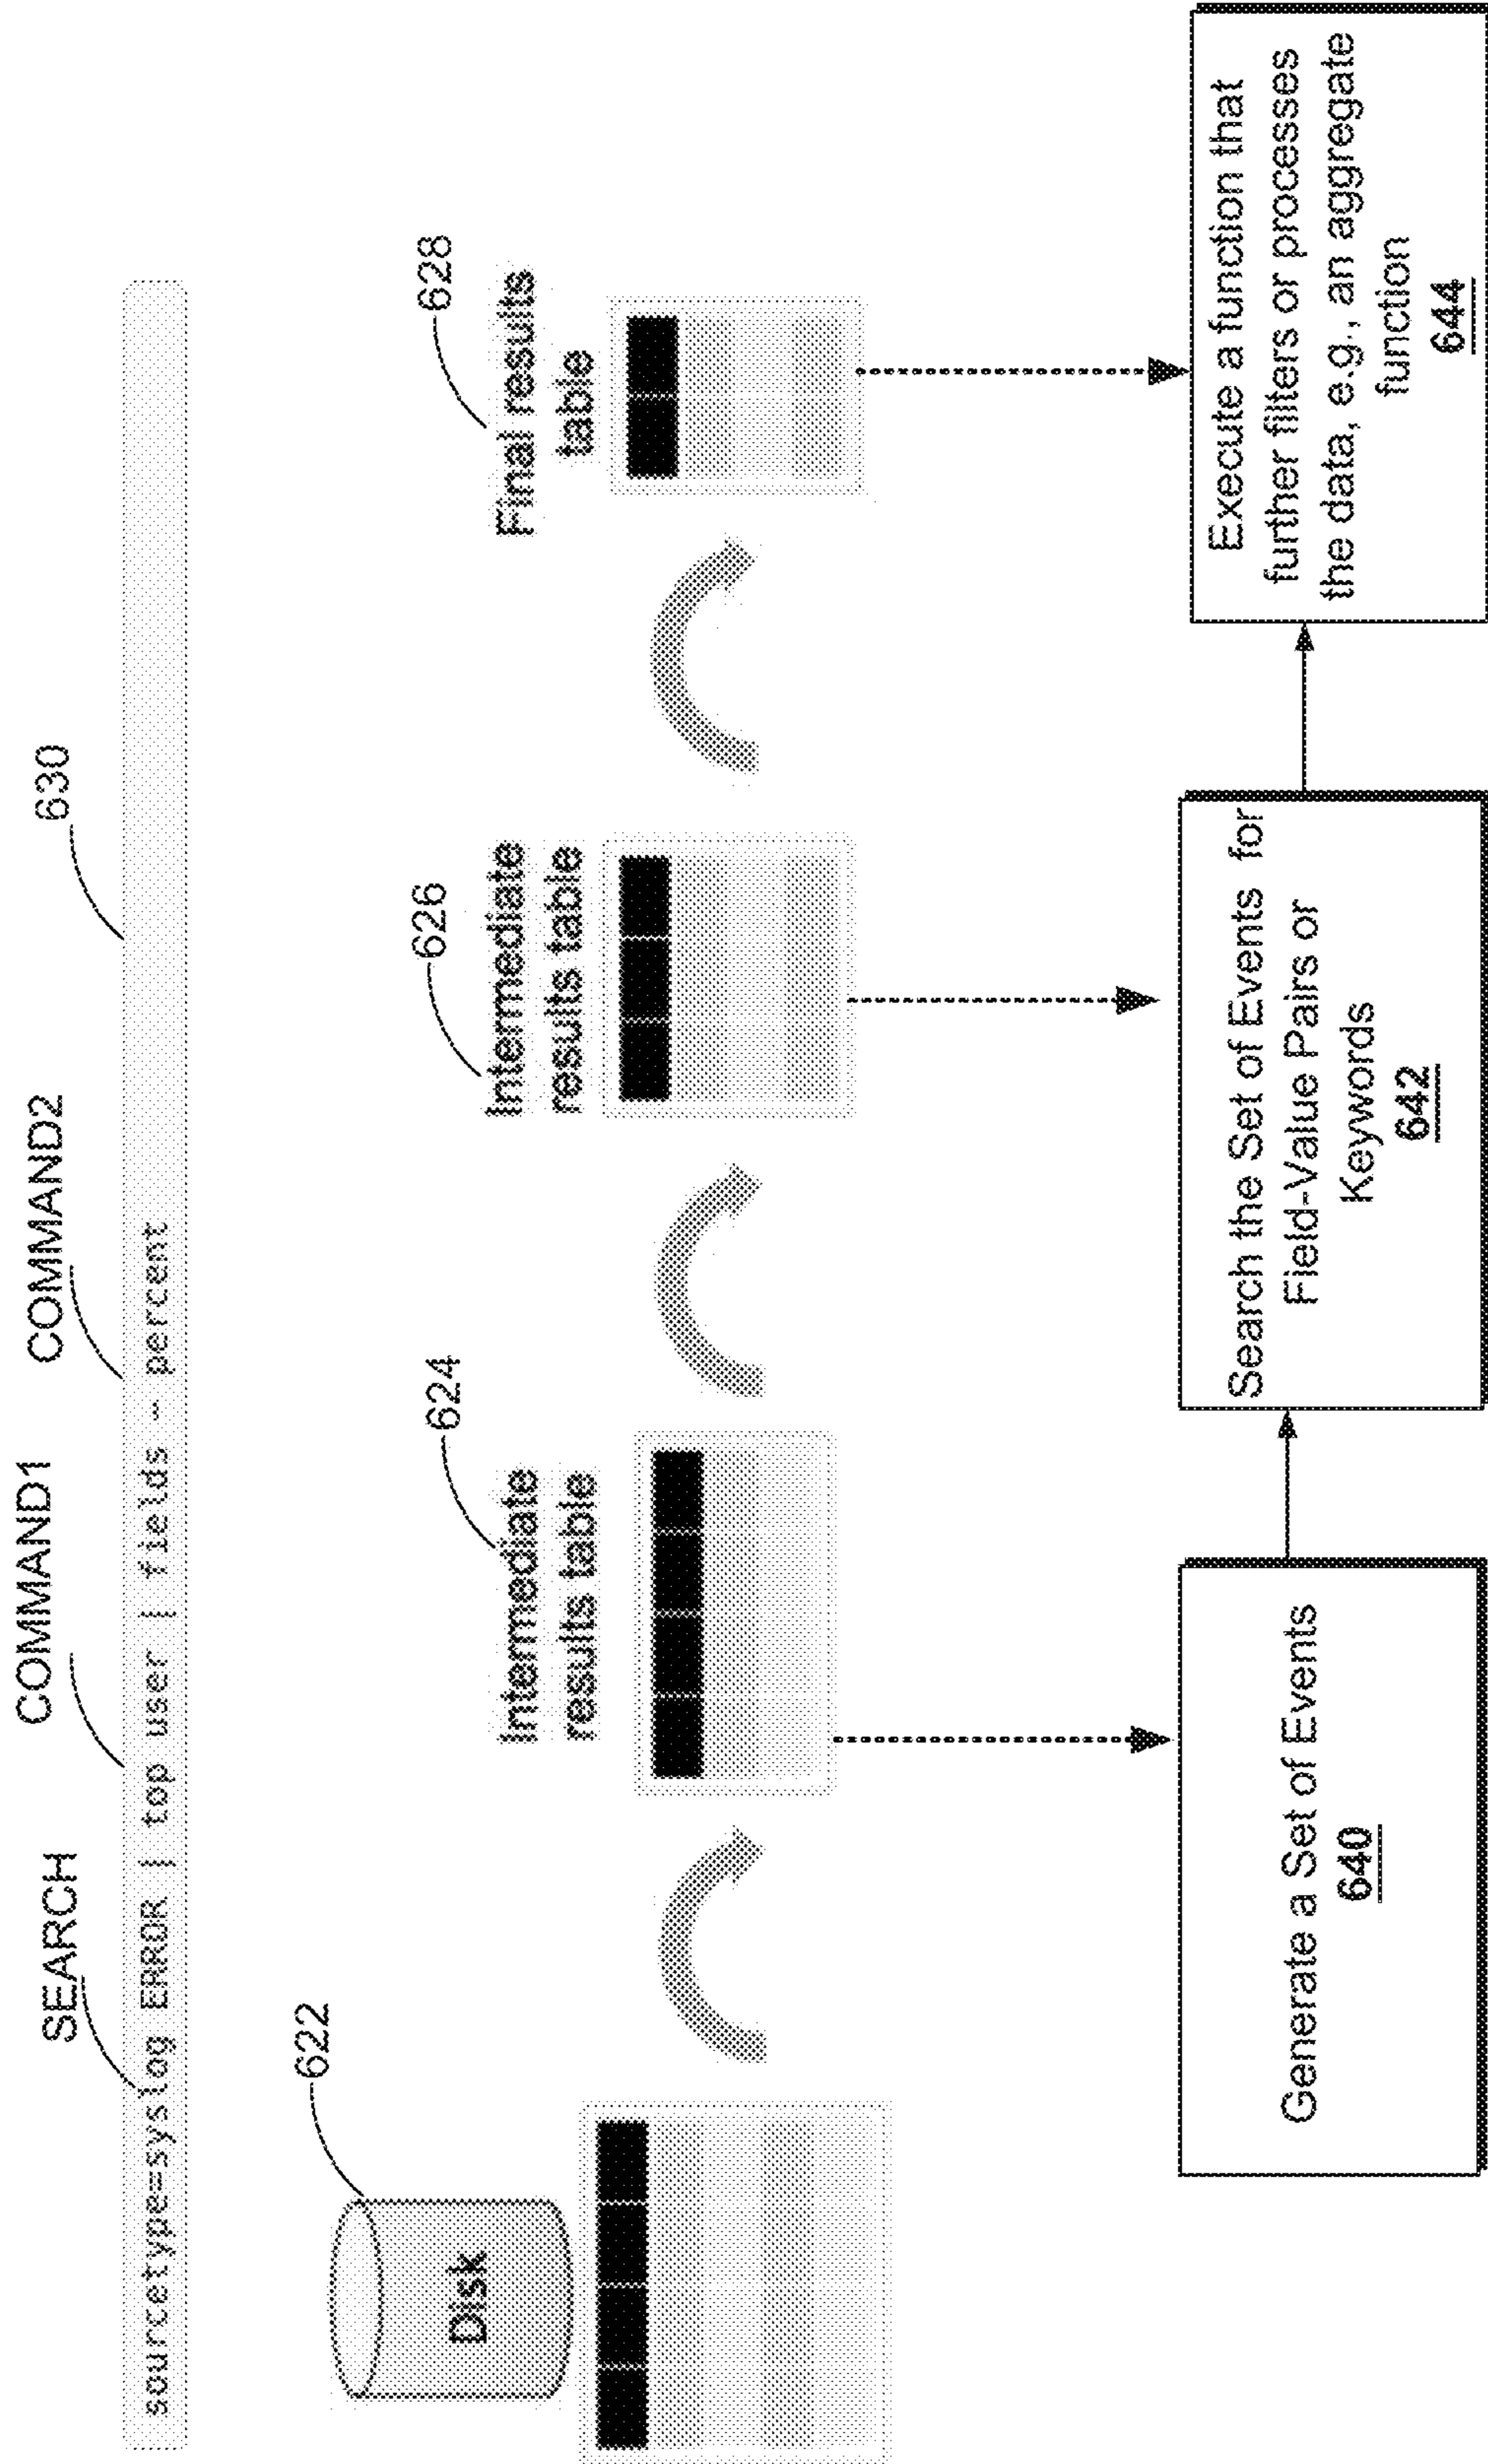 SEARCH
COMMAND1
COMMAND2
630
sourcetype=syslog ERROR | top user | fields - percent
622
Disk
624
Intermediate
results table
626
Intermediate
results table
628
Final results
table
Generate a Set of Events
640
Search the Set of Events for
Field-Value Pairs or
Keywords
642
Execute a function that
further filters or processes
the data, e.g., an aggregate
function
644